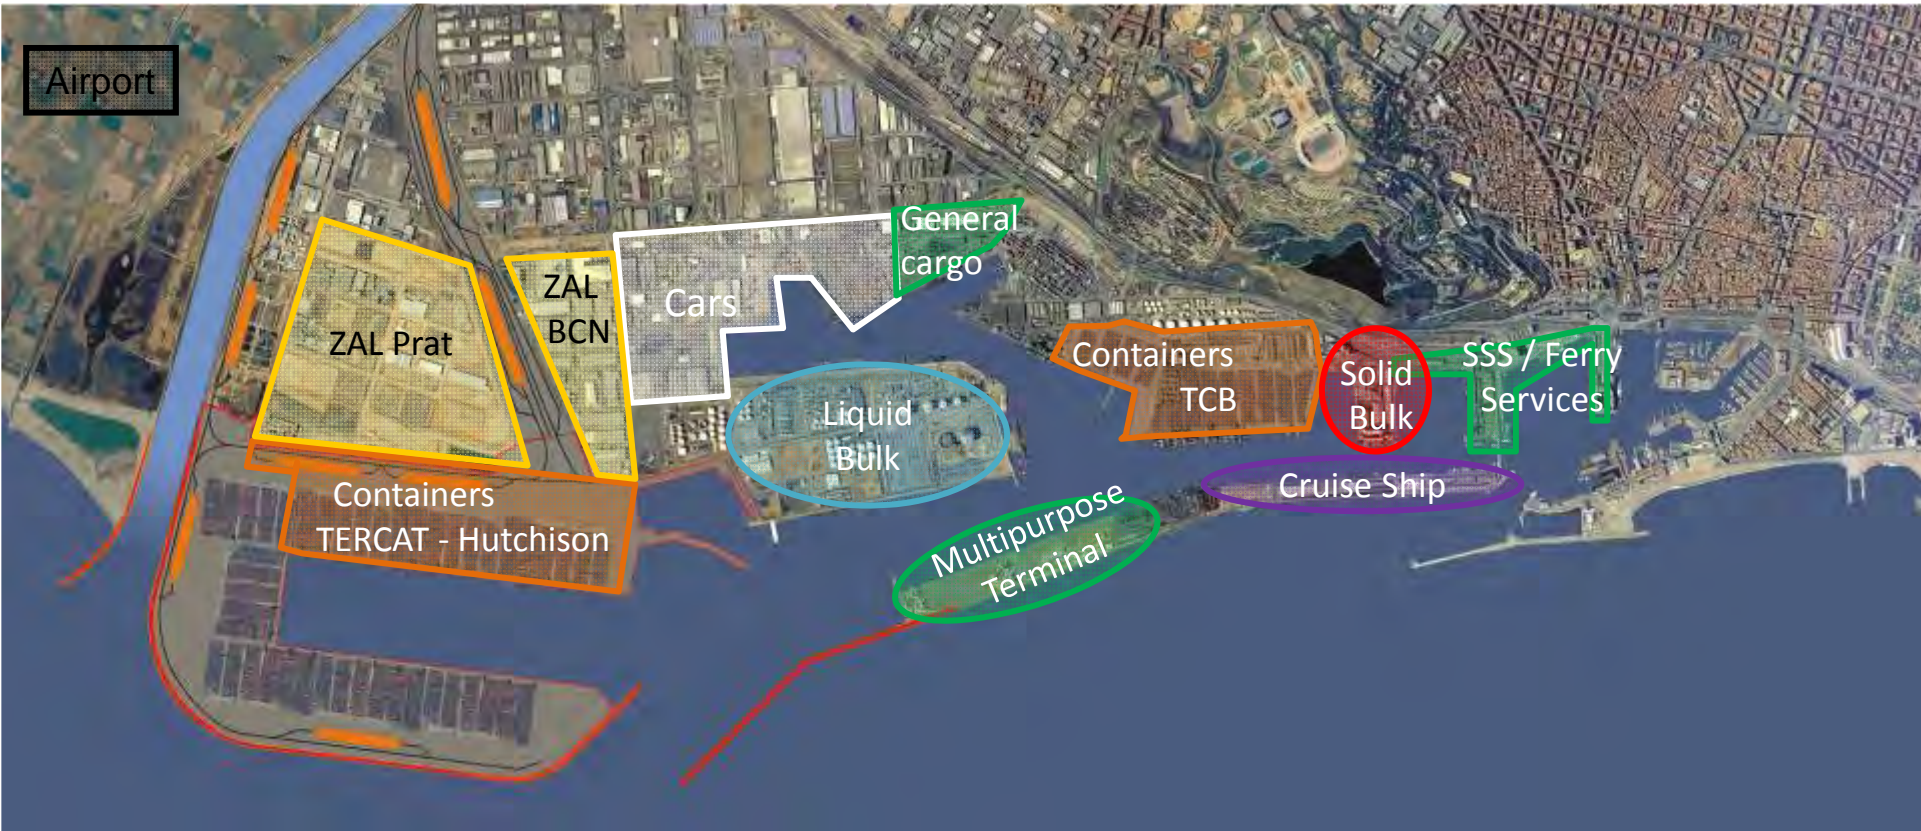 Airport
General
cargo
ZAL
BCN
Cars
ZAL Prat
Containers
TCB
Solid
Bulk
SSS / Ferry
Services
Liquid
Bulk
Cruise Ship
Containers
TERCAT - Hutchison
Multipurpose
Terminal